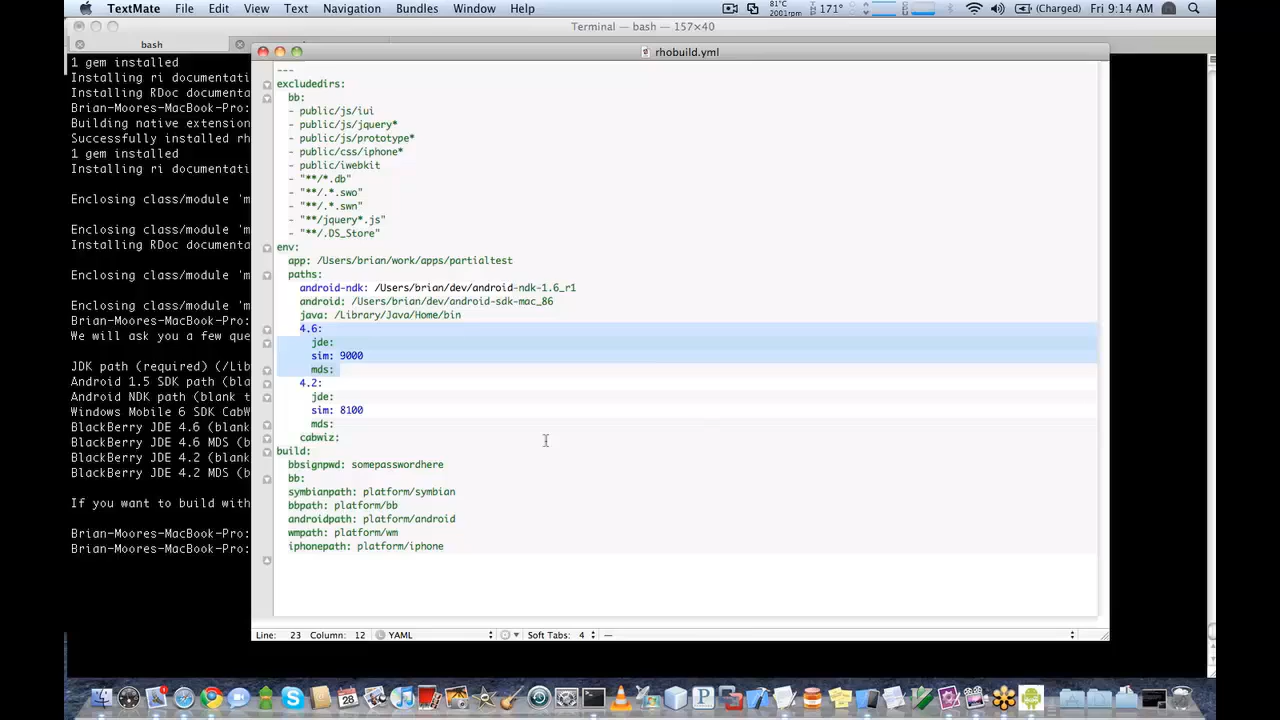 TextMate File Edit View Text Navigation Bundles Window Help 81°C 2001rpm 171° (Charged) Fri 9:14 AM
Terminal — bash — 157×40
bash
rhobuild.yml
1 gem installed
Installing ri documentati
Installing RDoc documenta
Brian-Moores-MacBook-Pro:
Building native extension
Successfully installed rh
1 gem installed
Installing ri documentati
Enclosing class/module 'm
Enclosing class/module 'm
Installing RDoc documenta
Enclosing class/module 'm
Enclosing class/module 'm
Brian-Moores-MacBook-Pro:
We will ask you a few que
JDK path (required) (/Lib
Android 1.5 SDK path (bla
Android NDK path (blank t
Windows Mobile 6 SDK CabW
BlackBerry JDE 4.6 (blank
BlackBerry JDE 4.6 MDS (b
BlackBerry JDE 4.2 (blank
BlackBerry JDE 4.2 MDS (b
If you want to build with
Brian-Moores-MacBook-Pro:
Brian-Moores-MacBook-Pro:
---
excludedirs:
bb:
- public/js/iui
- public/js/jquery*
- public/js/prototype*
- public/css/iphone*
- public/iwebkit
- "**/*.db"
- "**/.*.swo"
- "**/.*.swn"
- "**/jquery*.js"
- "**/.DS_Store"
env:
app: /Users/brian/work/apps/partialtest
paths:
android-ndk: /Users/brian/dev/android-ndk-1.6_r1
android: /Users/brian/dev/android-sdk-mac_86
java: /Library/Java/Home/bin
4.6:
jde:
sim: 9000
mds:
4.2:
jde:
sim: 8100
mds:
cabwiz:
build:
bbsignpwd: somepasswordhere
bb:
symbianpath: platform/symbian
bbpath: platform/bb
androidpath: platform/android
wmpath: platform/wm
iphonepath: platform/iphone
Line: 23 Column: 12 YAML Soft Tabs: 4 —
28